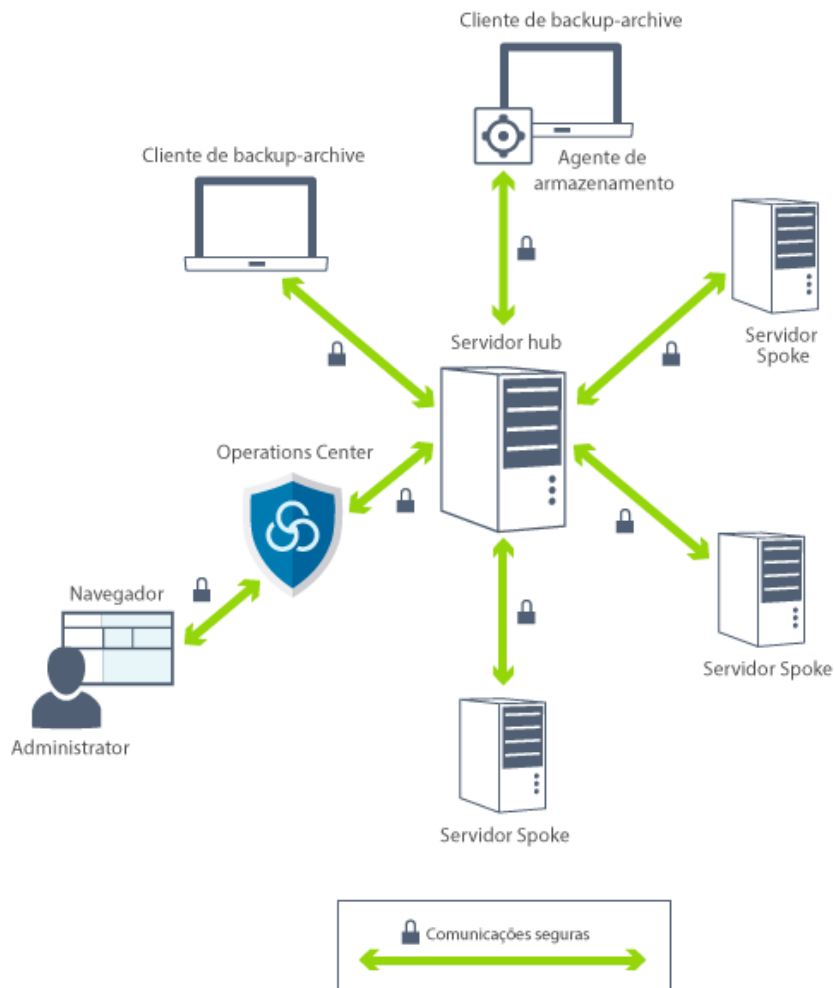 Cliente de backup-archive
Cliente de backup-archive
Agente de
armazenamento
Servidor hub
Servidor
Spoke
Operations Center
Navegador
Servidor Spoke
Administrator
Servidor Spoke
Comunicações seguras